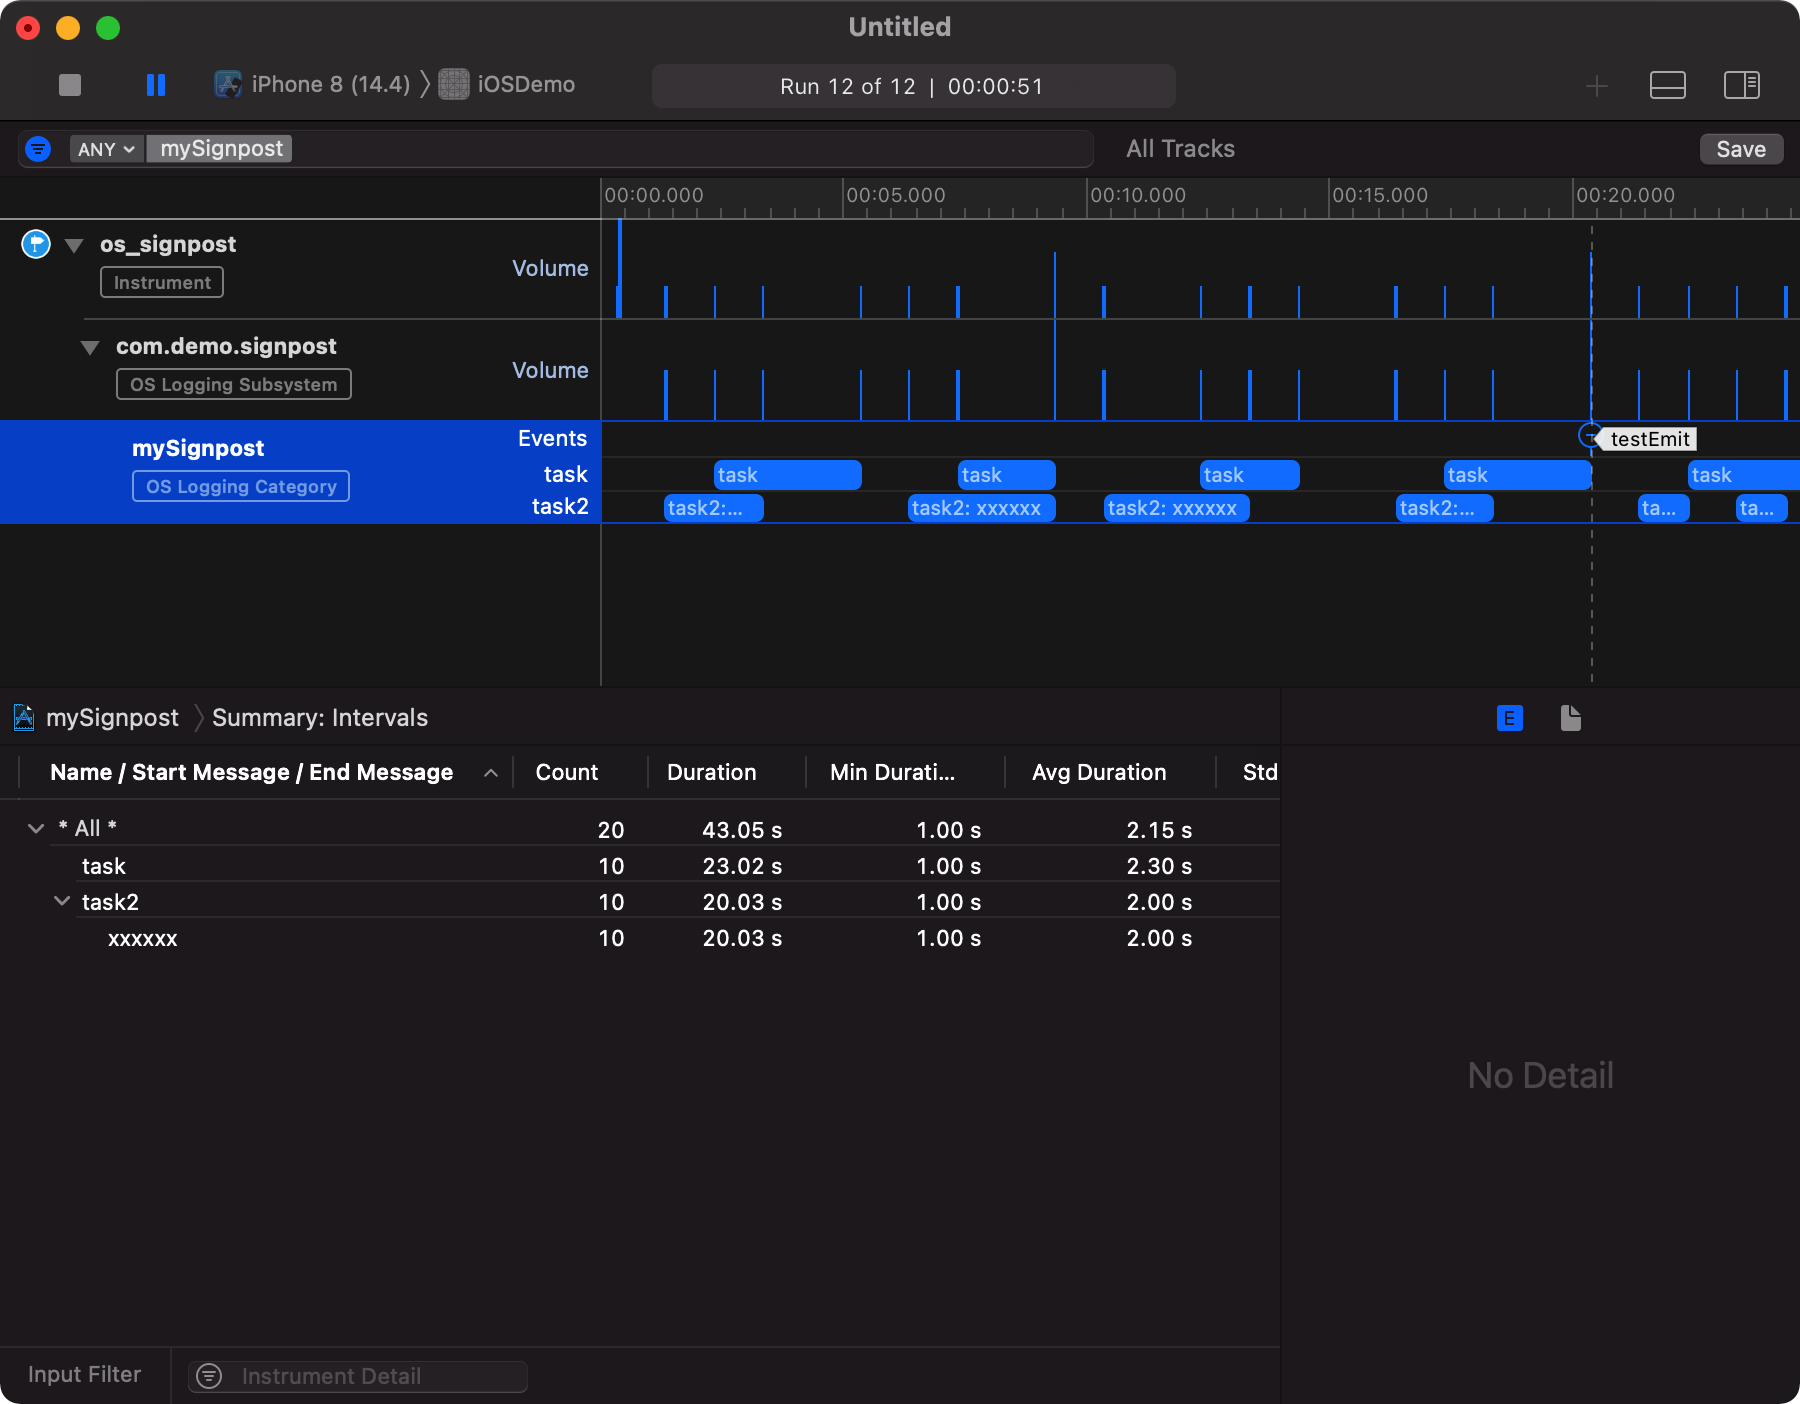 Untitled
iPhone 8 (14.4) 〉 iOSDemo
Run 12 of 12 | 00:00:51
ANY mySignpost
All Tracks
Save
00:00.000 00:05.000 00:10.000 00:15.000 00:20.000
os_signpost
Volume
Instrument
com.demo.signpost
Volume
OS Logging Subsystem
mySignpost
OS Logging Category
Events
testEmit
task
task task task task task
task2
task2:... task2: xxxxxx task2: xxxxxx task2:... ta... ta...
mySignpost 〉 Summary: Intervals
E
Name / Start Message / End Message Count Duration Min Durati... Avg Duration Std
* All * 20 43.05 s 1.00 s 2.15 s
task 10 23.02 s 1.00 s 2.30 s
task2 10 20.03 s 1.00 s 2.00 s
xxxxxx 10 20.03 s 1.00 s 2.00 s
No Detail
Input Filter
Instrument Detail